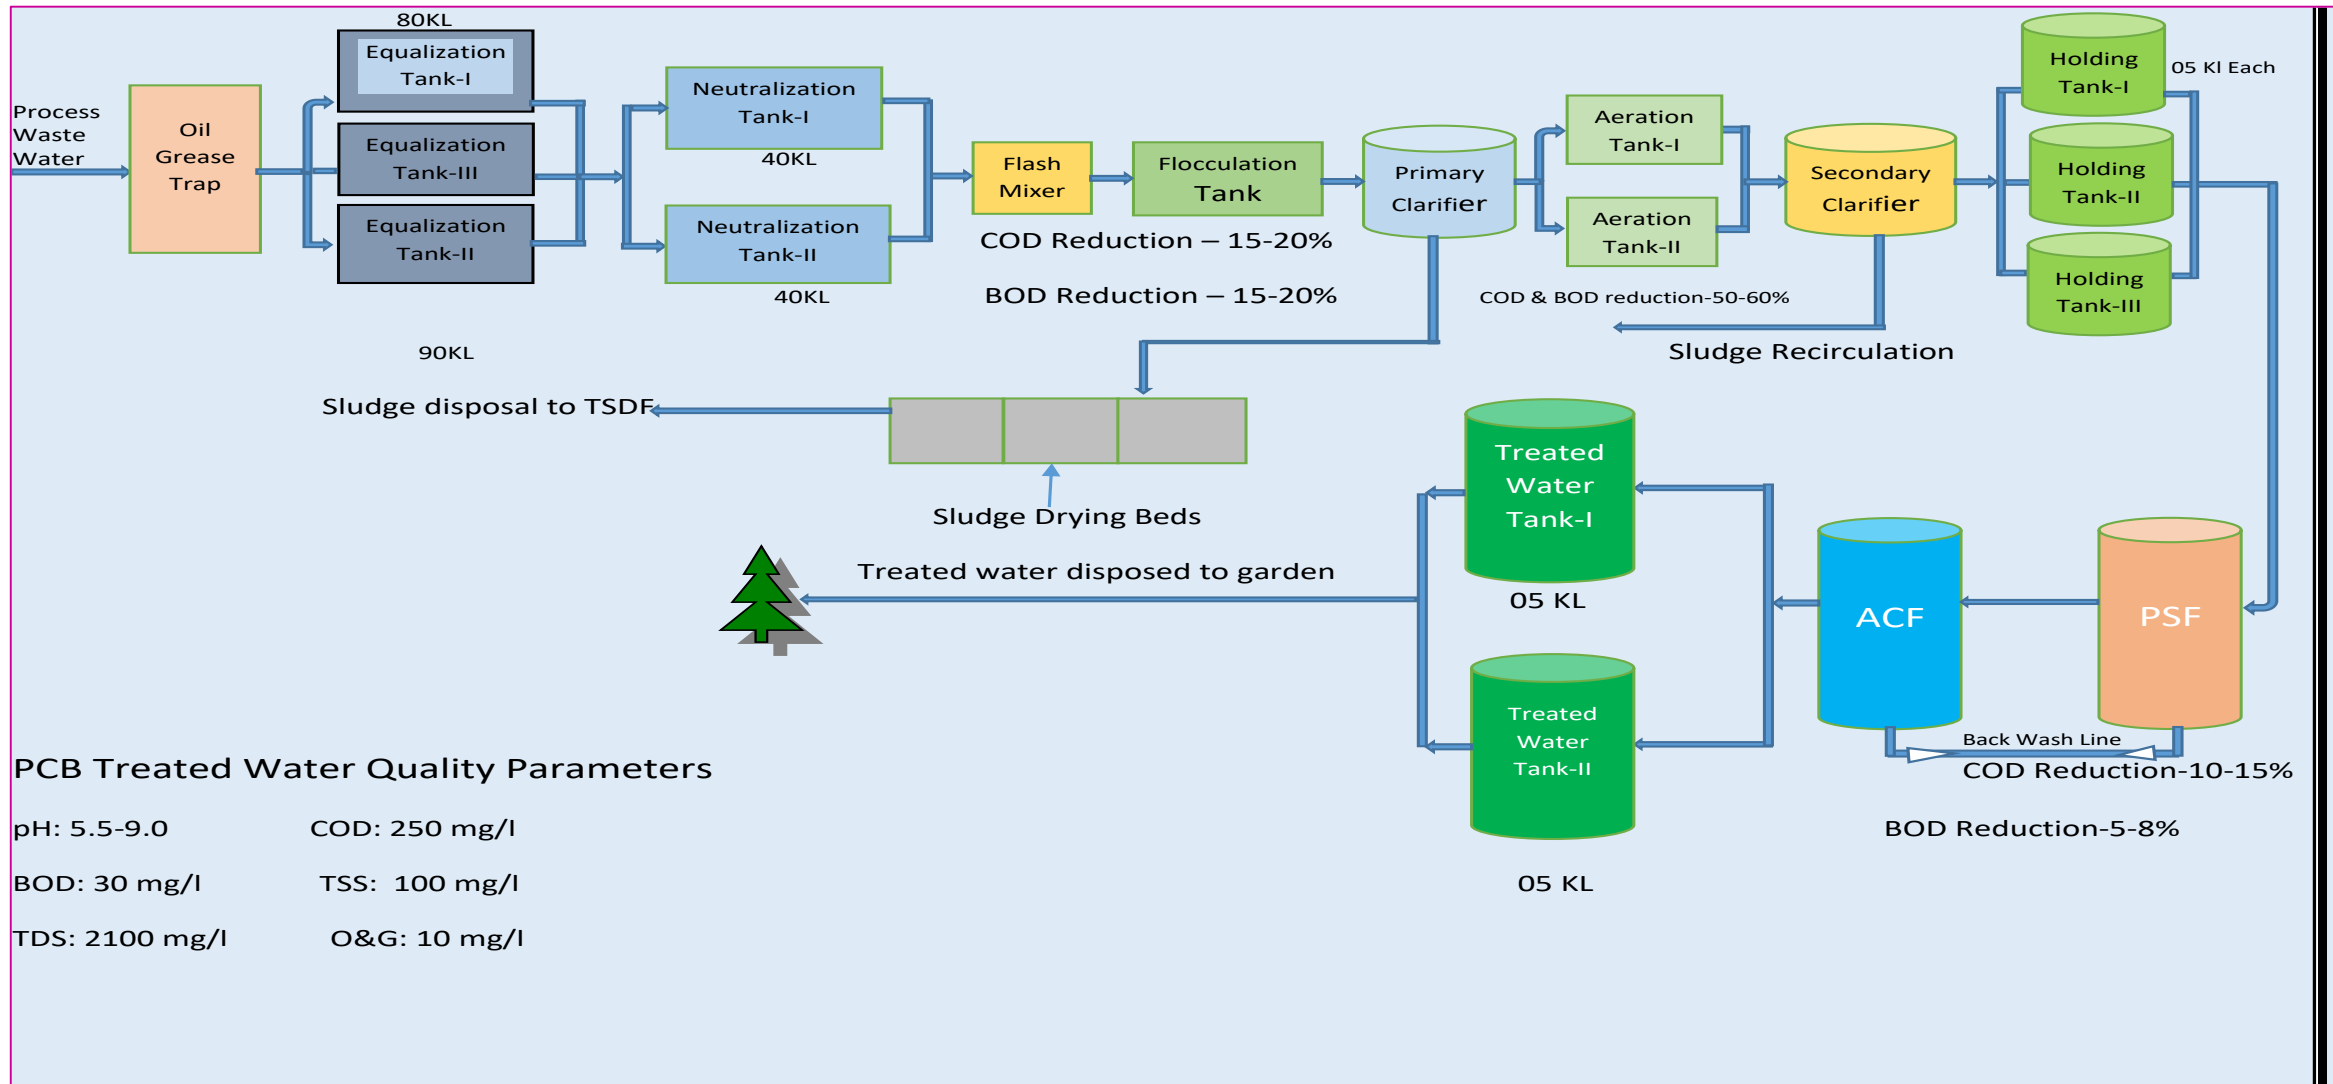 80KL
Equalization
Tank-I
Process
Waste
Water
Oil
Grease
Trap
Equalization
Tank-III
Equalization
Tank-II
90KL
Neutralization
Tank-I
40KL
Neutralization
Tank-II
40KL
Flash
Mixer
Flocculation
Tank
COD Reduction – 15-20%
BOD Reduction – 15-20%
Primary
Clarifier
Aeration
Tank-I
Aeration
Tank-II
COD & BOD reduction-50-60%
Secondary
Clarifier
Sludge Recirculation
Holding
Tank-I
05 Kl Each
Holding
Tank-II
Holding
Tank-III
Sludge disposal to TSDF
Sludge Drying Beds
Treated water disposed to garden
Treated
Water
Tank-I
05 KL
Treated
Water
Tank-II
05 KL
ACF
PSF
Back Wash Line
COD Reduction-10-15%
BOD Reduction-5-8%
PCB Treated Water Quality Parameters
pH: 5.5-9.0 COD: 250 mg/l
BOD: 30 mg/l TSS: 100 mg/l
TDS: 2100 mg/l O&G: 10 mg/l